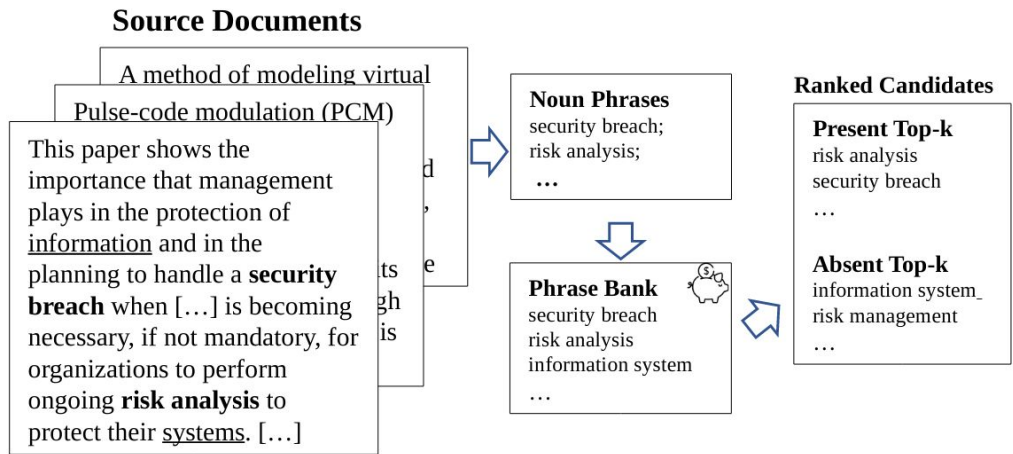 Source Documents
A method of modeling virtual
Pulse-code modulation (PCM)
d
,
e
its
gh
is
This paper shows the
importance that management
plays in the protection of
information and in the
planning to handle a security
breach when […] is becoming
necessary, if not mandatory, for
organizations to perform
ongoing risk analysis to
protect their systems. […]
Noun Phrases
security breach;
risk analysis;
…
Phrase Bank
$
security breach
risk analysis
information system
…
Ranked Candidates
Present Top-k
risk analysis
security breach
…
Absent Top-k
information system_
risk management
…